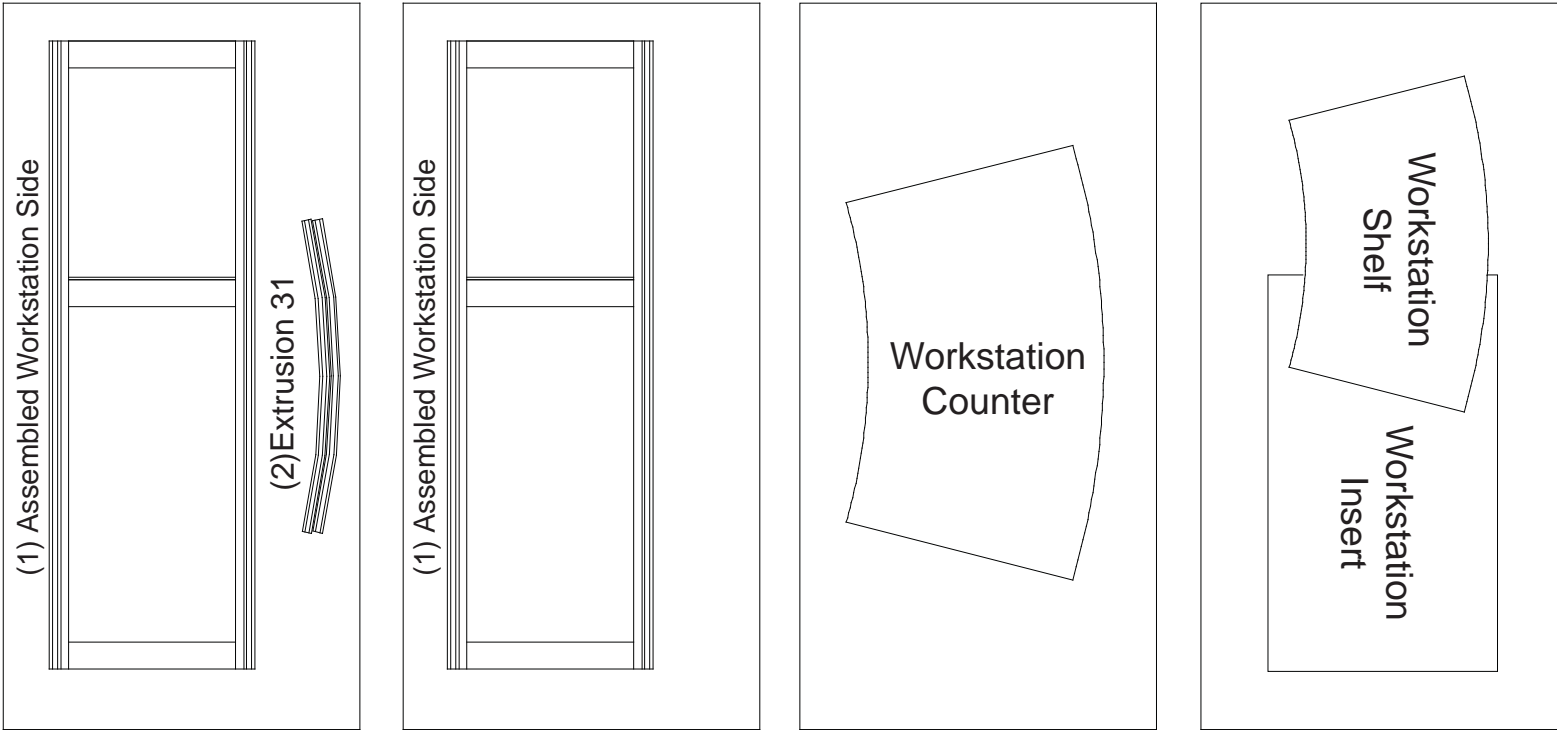 (1) Assembled Workstation Side
(2)Extrusion 31
(1) Assembled Workstation Side
Workstation
Counter
Workstation
Shelf
Workstation
Insert